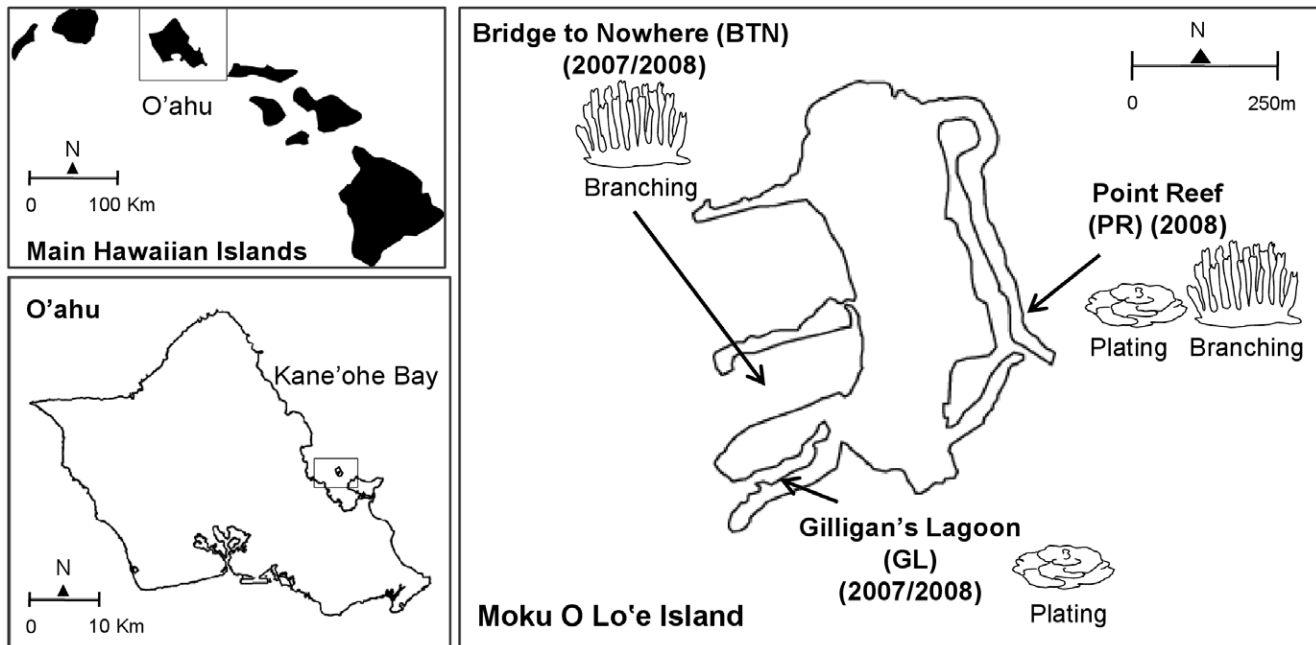 O'ahu
N
0 100 Km
Main Hawaiian Islands
O'ahu
Kane'ohe Bay
N
0 10 Km
Bridge to Nowhere (BTN)
(2007/2008)
Branching
N
0 250m
Point Reef
(PR) (2008)
Plating Branching
Gilligan's Lagoon
(GL)
(2007/2008)
Plating
Moku O Lo‘e Island